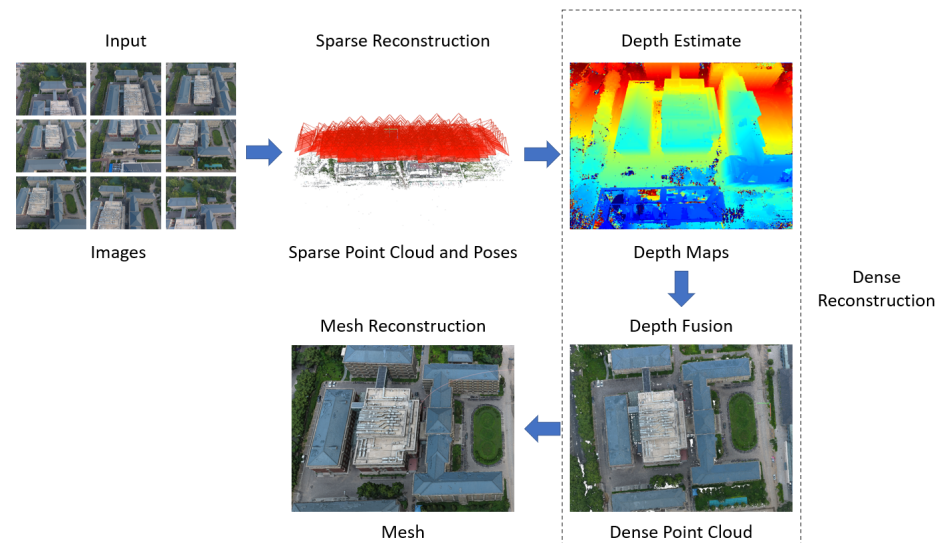 Input
Sparse Reconstruction
Depth Estimate
Images
Sparse Point Cloud and Poses
Depth Maps
Dense
Reconstruction
Mesh Reconstruction
Depth Fusion
Mesh
Dense Point Cloud